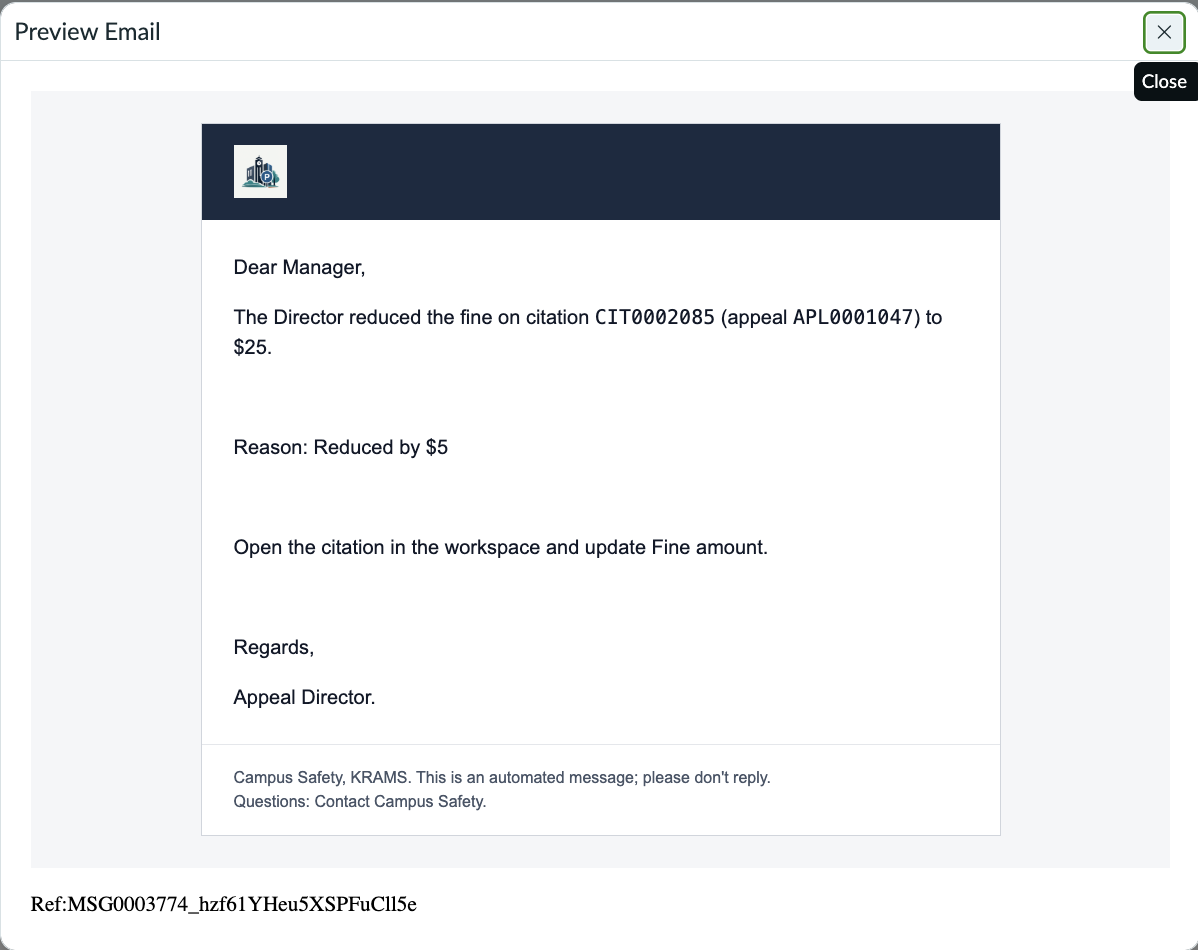 Preview Email
Close
P
Dear Manager,
The Director reduced the fine on citation CIT0002085 (appeal APL0001047) to
$25.
Reason: Reduced by $5
Open the citation in the workspace and update Fine amount.
Regards,
Appeal Director.
Campus Safety, KRAMS. This is an automated message; please don't reply.
Questions: Contact Campus Safety.
Ref:MSG0003774_hzf61YHeu5XSPFuCll5e